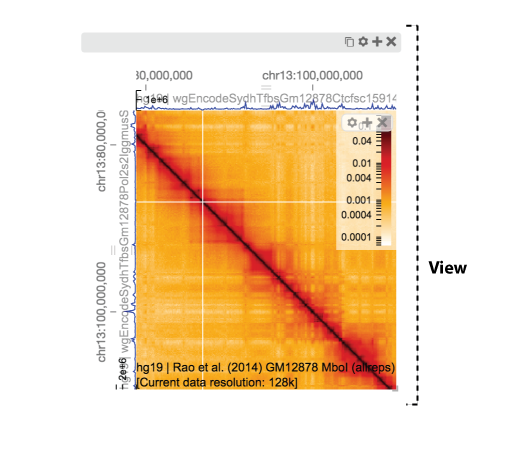 30,000,000 chr13:100,000,000
1e+6
hg19 | wgEncodeSydhTfbsGm12878Ctcfsc15914
chr13:80,000,0
chr13:100,000,000
hg19 | wgEncodeSydhTfbsGm12878Pol2s2IggmusS
2e+6
0.04
0.01
0.004
0.001
0.0004
0.0001
hg19 | Rao et al. (2014) GM12878 MboI (allreps)
[Current data resolution: 128k]
View